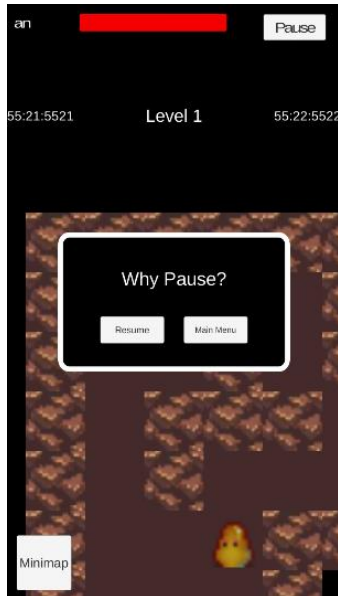 an
Pause
55:21:5521
Level 1
55:22:5522
Why Pause?
Resume
Main Menu
Minimap